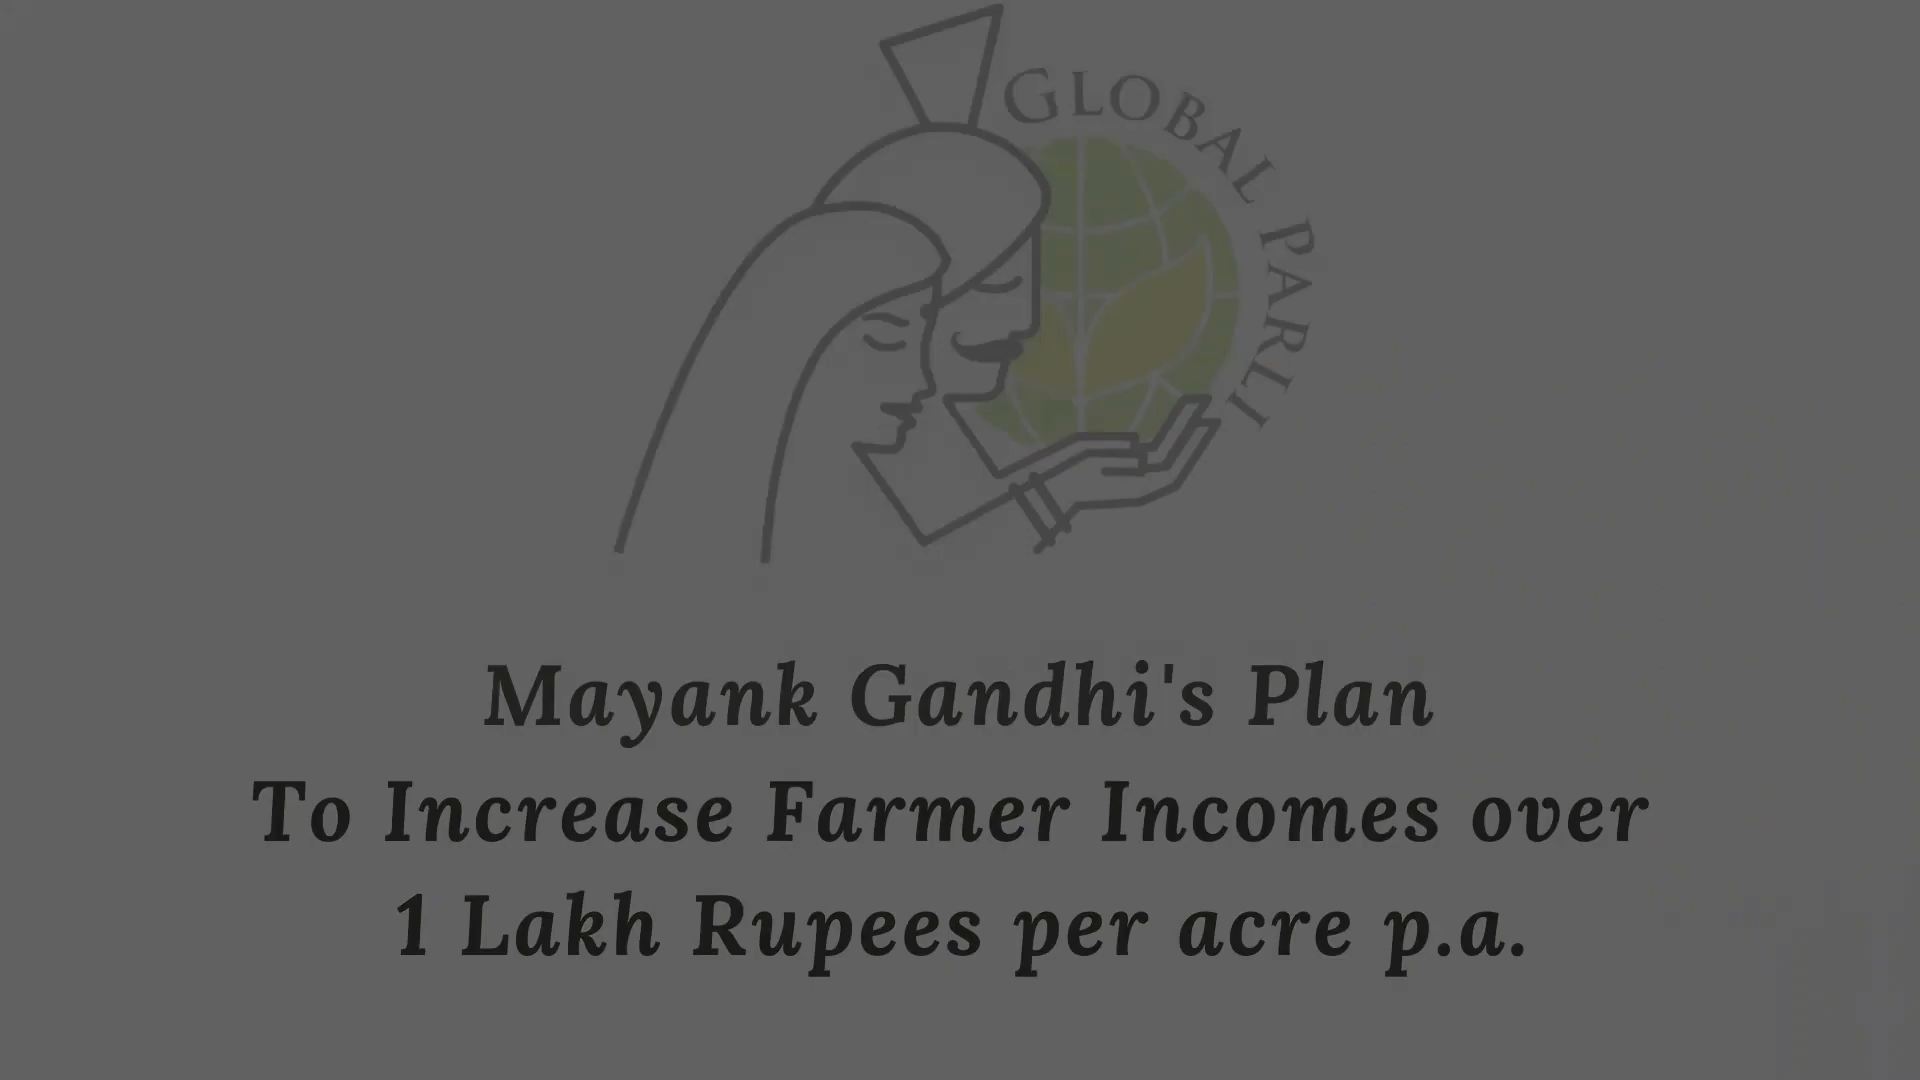 GLOBAL PARLI
Mayank Gandhi's Plan
To Increase Farmer Incomes over
1 Lakh Rupees per acre p.a.